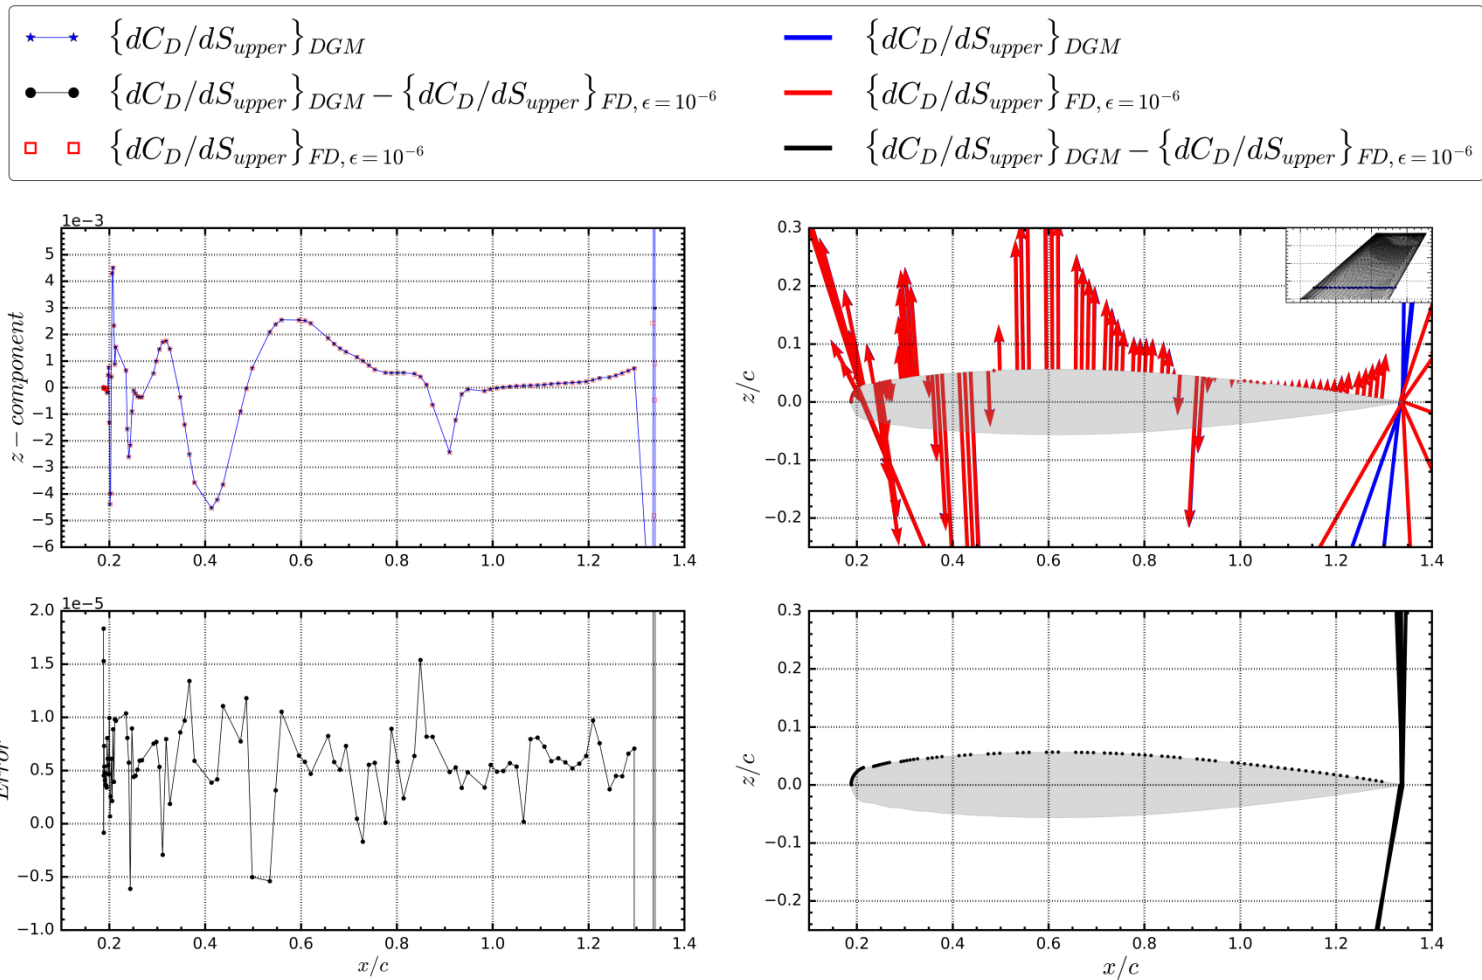 {dC_D/dS_upper}_DGM
{dC_D/dS_upper}_DGM − {dC_D/dS_upper}_FD, ϵ=10^−6
{dC_D/dS_upper}_FD, ϵ=10^−6
{dC_D/dS_upper}_DGM
{dC_D/dS_upper}_FD, ϵ=10^−6
{dC_D/dS_upper}_DGM − {dC_D/dS_upper}_FD, ϵ=10^−6
1e−3
z − component
5
4
3
2
1
0
−1
−2
−3
−4
−5
−6
0.2 0.4 0.6 0.8 1.0 1.2 1.4
z/c
0.3
0.2
0.1
0.0
−0.1
−0.2
0.2 0.4 0.6 0.8 1.0 1.2 1.4
1e−5
Error
2.0
1.5
1.0
0.5
0.0
−0.5
−1.0
0.2 0.4 0.6 0.8 1.0 1.2 1.4
x/c
z/c
0.3
0.2
0.1
0.0
−0.1
−0.2
0.2 0.4 0.6 0.8 1.0 1.2 1.4
x/c